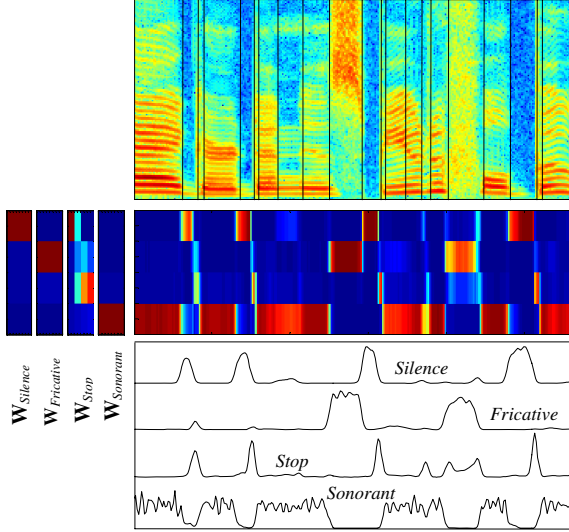 W_Silence
W_Fricative
W_Stop
W_Sonorant
Silence
Fricative
Stop
Sonorant